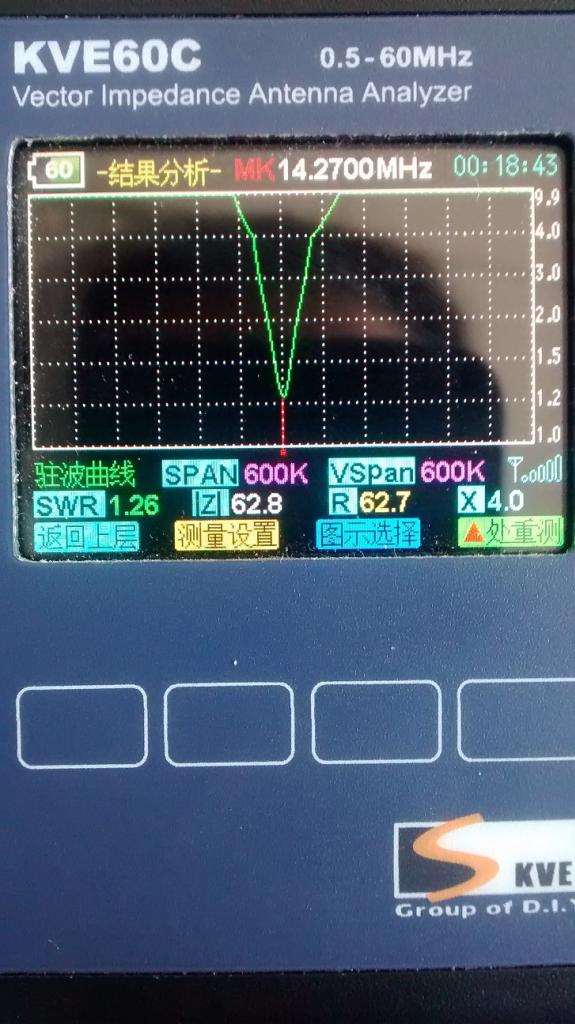 KVE60C 0.5-60MHz
Vector Impedance Antenna Analyzer
60 -结果分析- MK 14.2700MHz 00:18:43
9.9
4.0
3.0
2.0
1.5
1.2
1.0
驻波曲线 SPAN 600K VSpan 600K
SWR 1.26 |Z| 62.8 R 62.7 X 4.0
返回上层 测量设置 图示选择 ▲处重测
S KVE
Group of D.I.Y